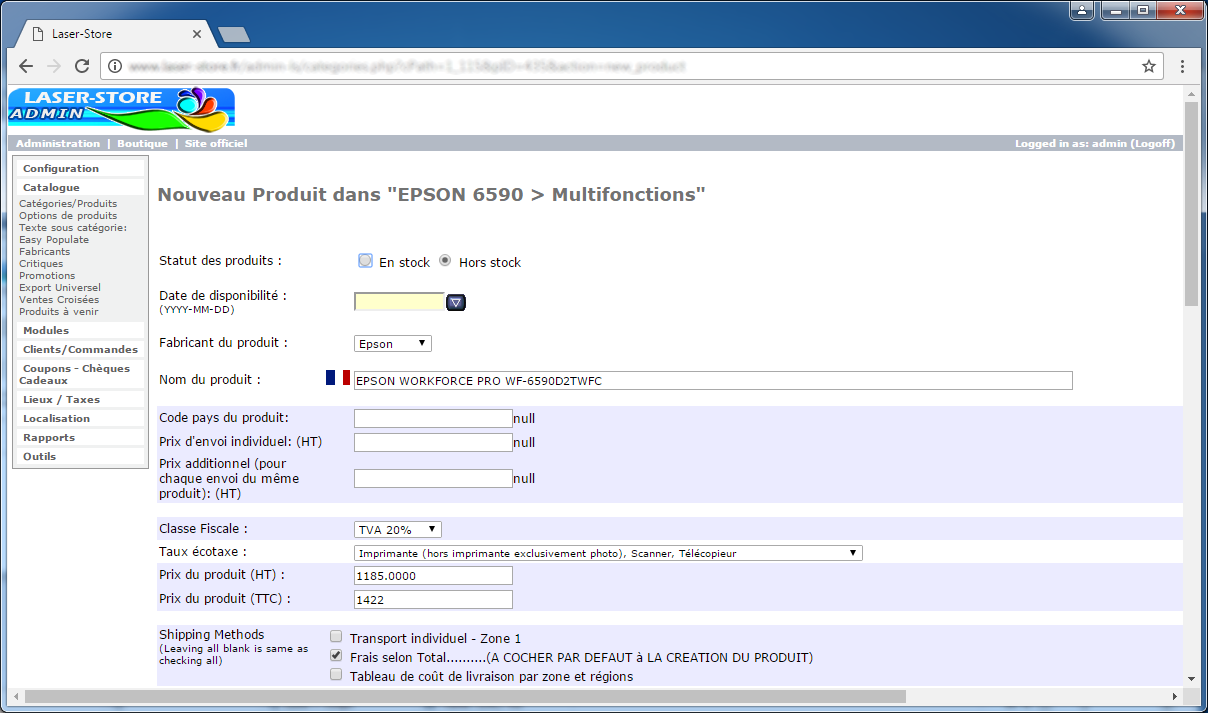 Laser-Store
LASER-STORE
ADMIN
Administration | Boutique | Site officiel
Logged in as: admin (Logoff)
Configuration
Catalogue
Catégories/Produits
Options de produits
Texte sous catégorie:
Easy Populate
Fabricants
Critiques
Promotions
Export Universel
Ventes Croisées
Produits à venir
Modules
Clients/Commandes
Coupons - Chèques
Cadeaux
Lieux / Taxes
Localisation
Rapports
Outils
Nouveau Produit dans "EPSON 6590 > Multifonctions"
Statut des produits :
En stock Hors stock
Date de disponibilité :
(YYYY-MM-DD)
Fabricant du produit :
Epson
Nom du produit :
EPSON WORKFORCE PRO WF-6590D2TWFC
Code pays du produit:
null
Prix d'envoi individuel: (HT)
null
Prix additionnel (pour
chaque envoi du même
produit): (HT)
null
Classe Fiscale :
TVA 20%
Taux écotaxe :
Imprimante (hors imprimante exclusivement photo), Scanner, Télécopieur
Prix du produit (HT) :
1185.0000
Prix du produit (TTC) :
1422
Shipping Methods
(Leaving all blank is same as
checking all)
Transport individuel - Zone 1
Frais selon Total..........(A COCHER PAR DEFAUT à LA CREATION DU PRODUIT)
Tableau de coût de livraison par zone et régions